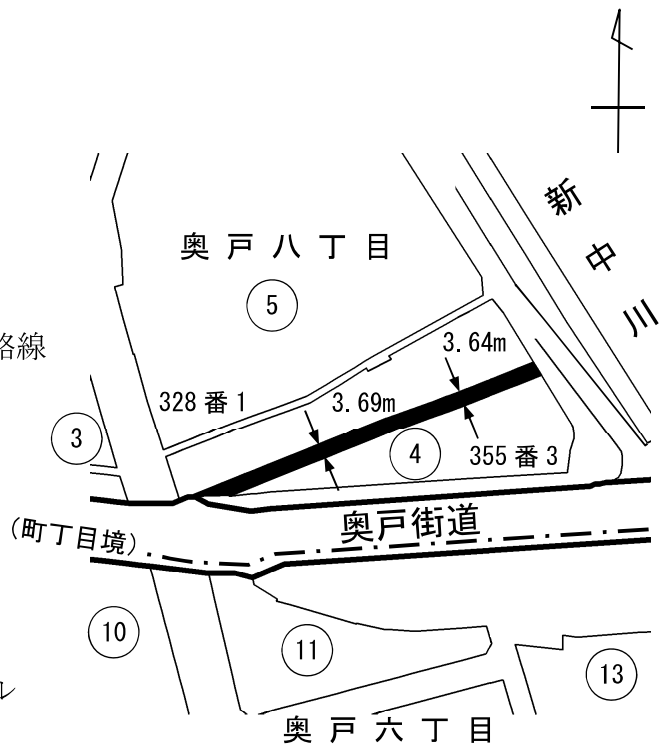 新中川
奥戸八丁目
5
路線
3.64m
328番1
3.69m
3
4
355番3
奥戸街道
(町丁目境)
10
11
13
ル
奥戸六丁目